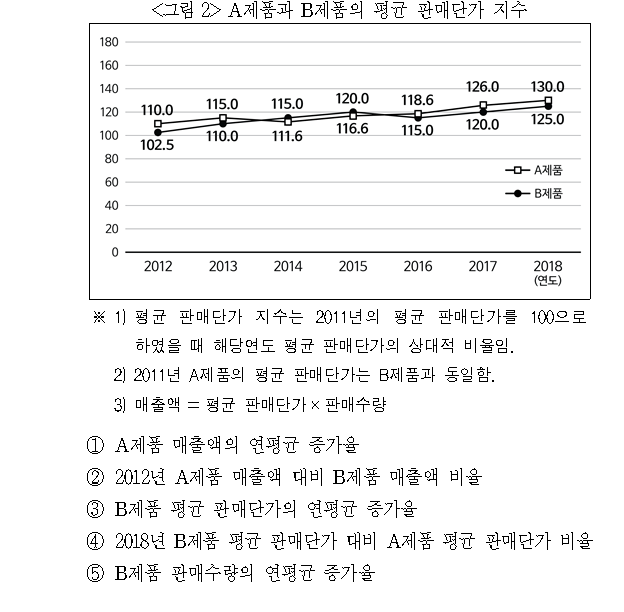 <그림 2> A제품과 B제품의 평균 판매단가 지수
180
160
140
120
100
80
60
40
20
0
110.0 115.0 115.0 120.0 118.6 126.0 130.0
102.5 110.0 111.6 116.6 115.0 120.0 125.0
A제품
B제품
2012 2013 2014 2015 2016 2017 2018
(연도)
※ 1) 평균 판매단가 지수는 2011년의 평균 판매단가를 100으로
하였을 때 해당연도 평균 판매단가의 상대적 비율임.
2) 2011년 A제품의 평균 판매단가는 B제품과 동일함.
3) 매출액 = 평균 판매단가 × 판매수량
① A제품 매출액의 연평균 증가율
② 2012년 A제품 매출액 대비 B제품 매출액 비율
③ B제품 평균 판매단가의 연평균 증가율
④ 2018년 B제품 평균 판매단가 대비 A제품 평균 판매단가 비율
⑤ B제품 판매수량의 연평균 증가율